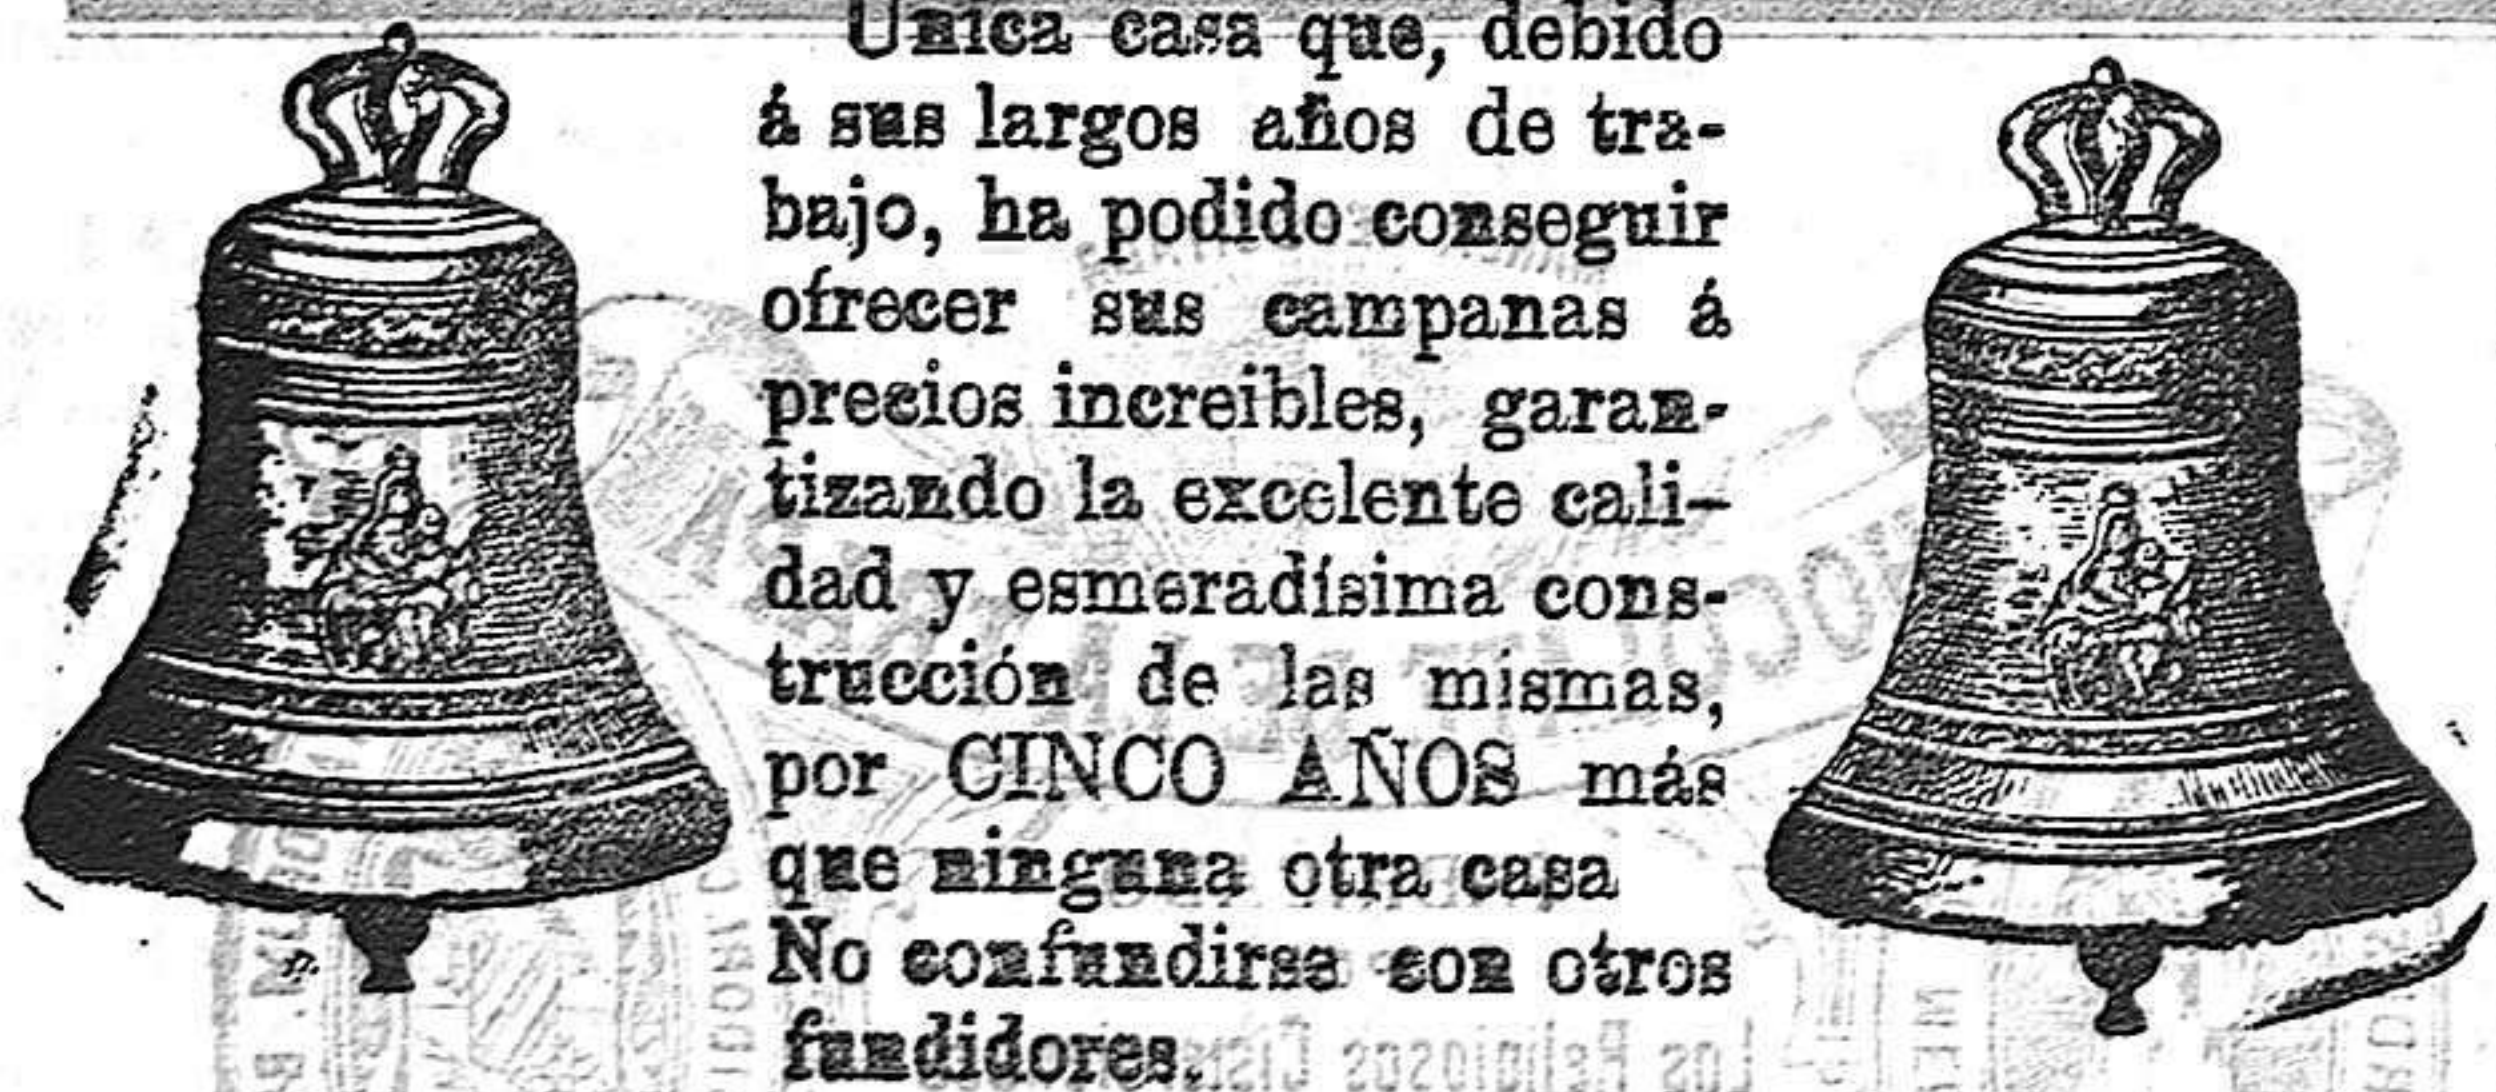 Unica casa que, debido
á sus largos años de tra-
bajo, ha podido conseguir
ofrecer sus campanas á
precios increibles, garan-
tizando la excelente cali-
dad y esmeradísima cons-
trucción de las mismas,
por CINCO AÑOS más
que ninguna otra casa
No confundirse con otros
fundidores.